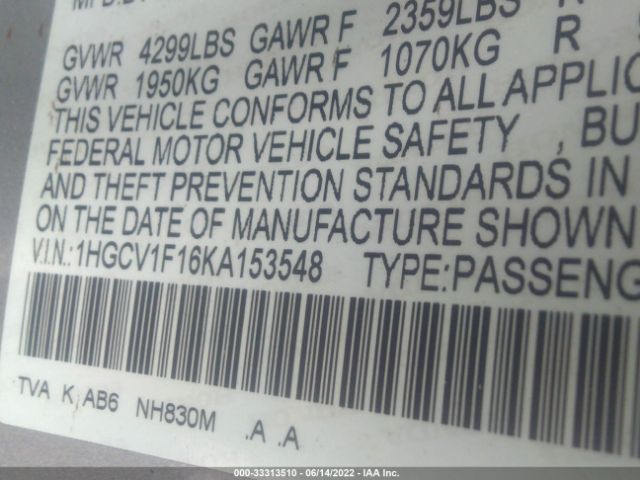 GVWR 4299LBS GAWR F 2359LBS R
GVWR 1950KG GAWR F 1070KG R
THIS VEHICLE CONFORMS TO ALL APPLIC
FEDERAL MOTOR VEHICLE SAFETY , BU
AND THEFT PREVENTION STANDARDS IN
ON THE DATE OF MANUFACTURE SHOWN
V.I.N.:1HGCV1F16KA153548 TYPE:PASSENG
TVA K AB6 NH830M .A .A
000-33313510 - 06/14/2022 - IAA Inc.